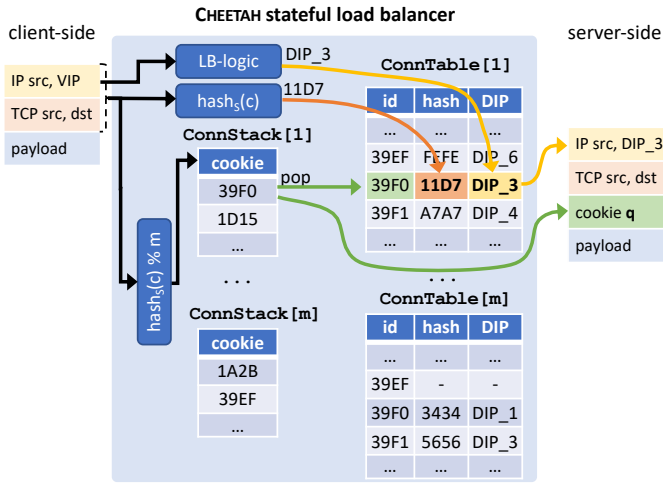 CHEETAH stateful load balancer
client-side
server-side
IP src, VIP
TCP src, dst
payload
LB-logic
DIP_3
hashS(c)
11D7
hashS(c) % m
ConnStack[1]
cookie
39F0
1D15
...
pop
...
ConnStack[m]
cookie
1A2B
39EF
...
ConnTable[1]
id hash DIP
... ... ...
39EF FEFE DIP_6
39F0 11D7 DIP_3
39F1 A7A7 DIP_4
... ... ...
...
ConnTable[m]
id hash DIP
... ... ...
39EF - -
39F0 3434 DIP_1
39F1 5656 DIP_3
... ... ...
IP src, DIP_3
TCP src, dst
cookie q
payload